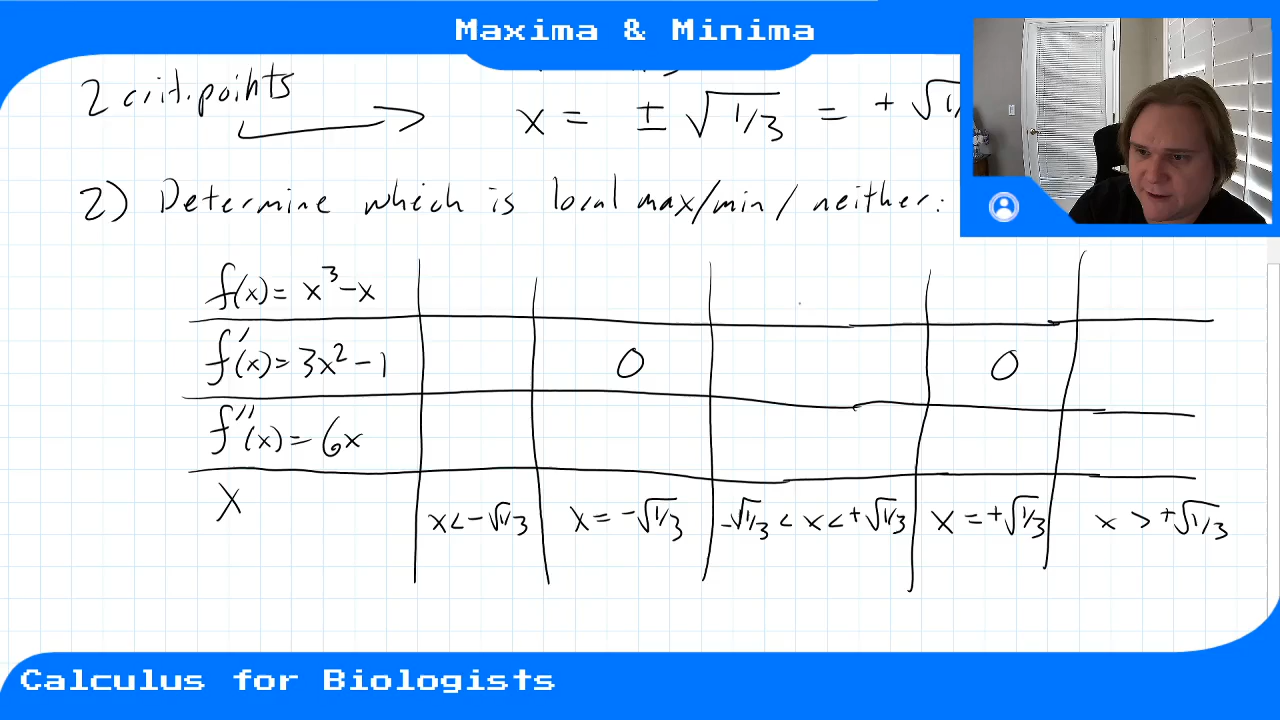 Maxima & Minima
2 crit. points
x = ± √1/3 = + √1/
2) Determine which is local max/min/neither:
f(x) = x³ - x
f'(x) = 3x² - 1 0 0
f''(x) = 6x
X x < -√1/3 x = -√1/3 -√1/3 < x < +√1/3 x = +√1/3 x > +√1/3
Calculus for Biologists